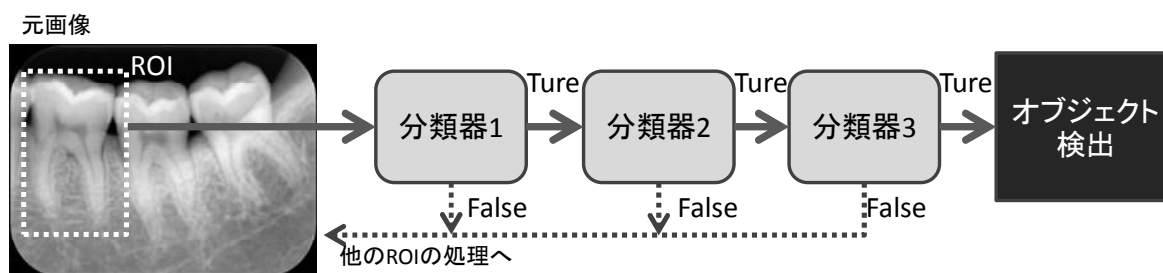 元画像
ROI
分類器1
Ture
分類器2
Ture
分類器3
Ture
オブジェクト
検出
False
False
False
他のROIの処理へ